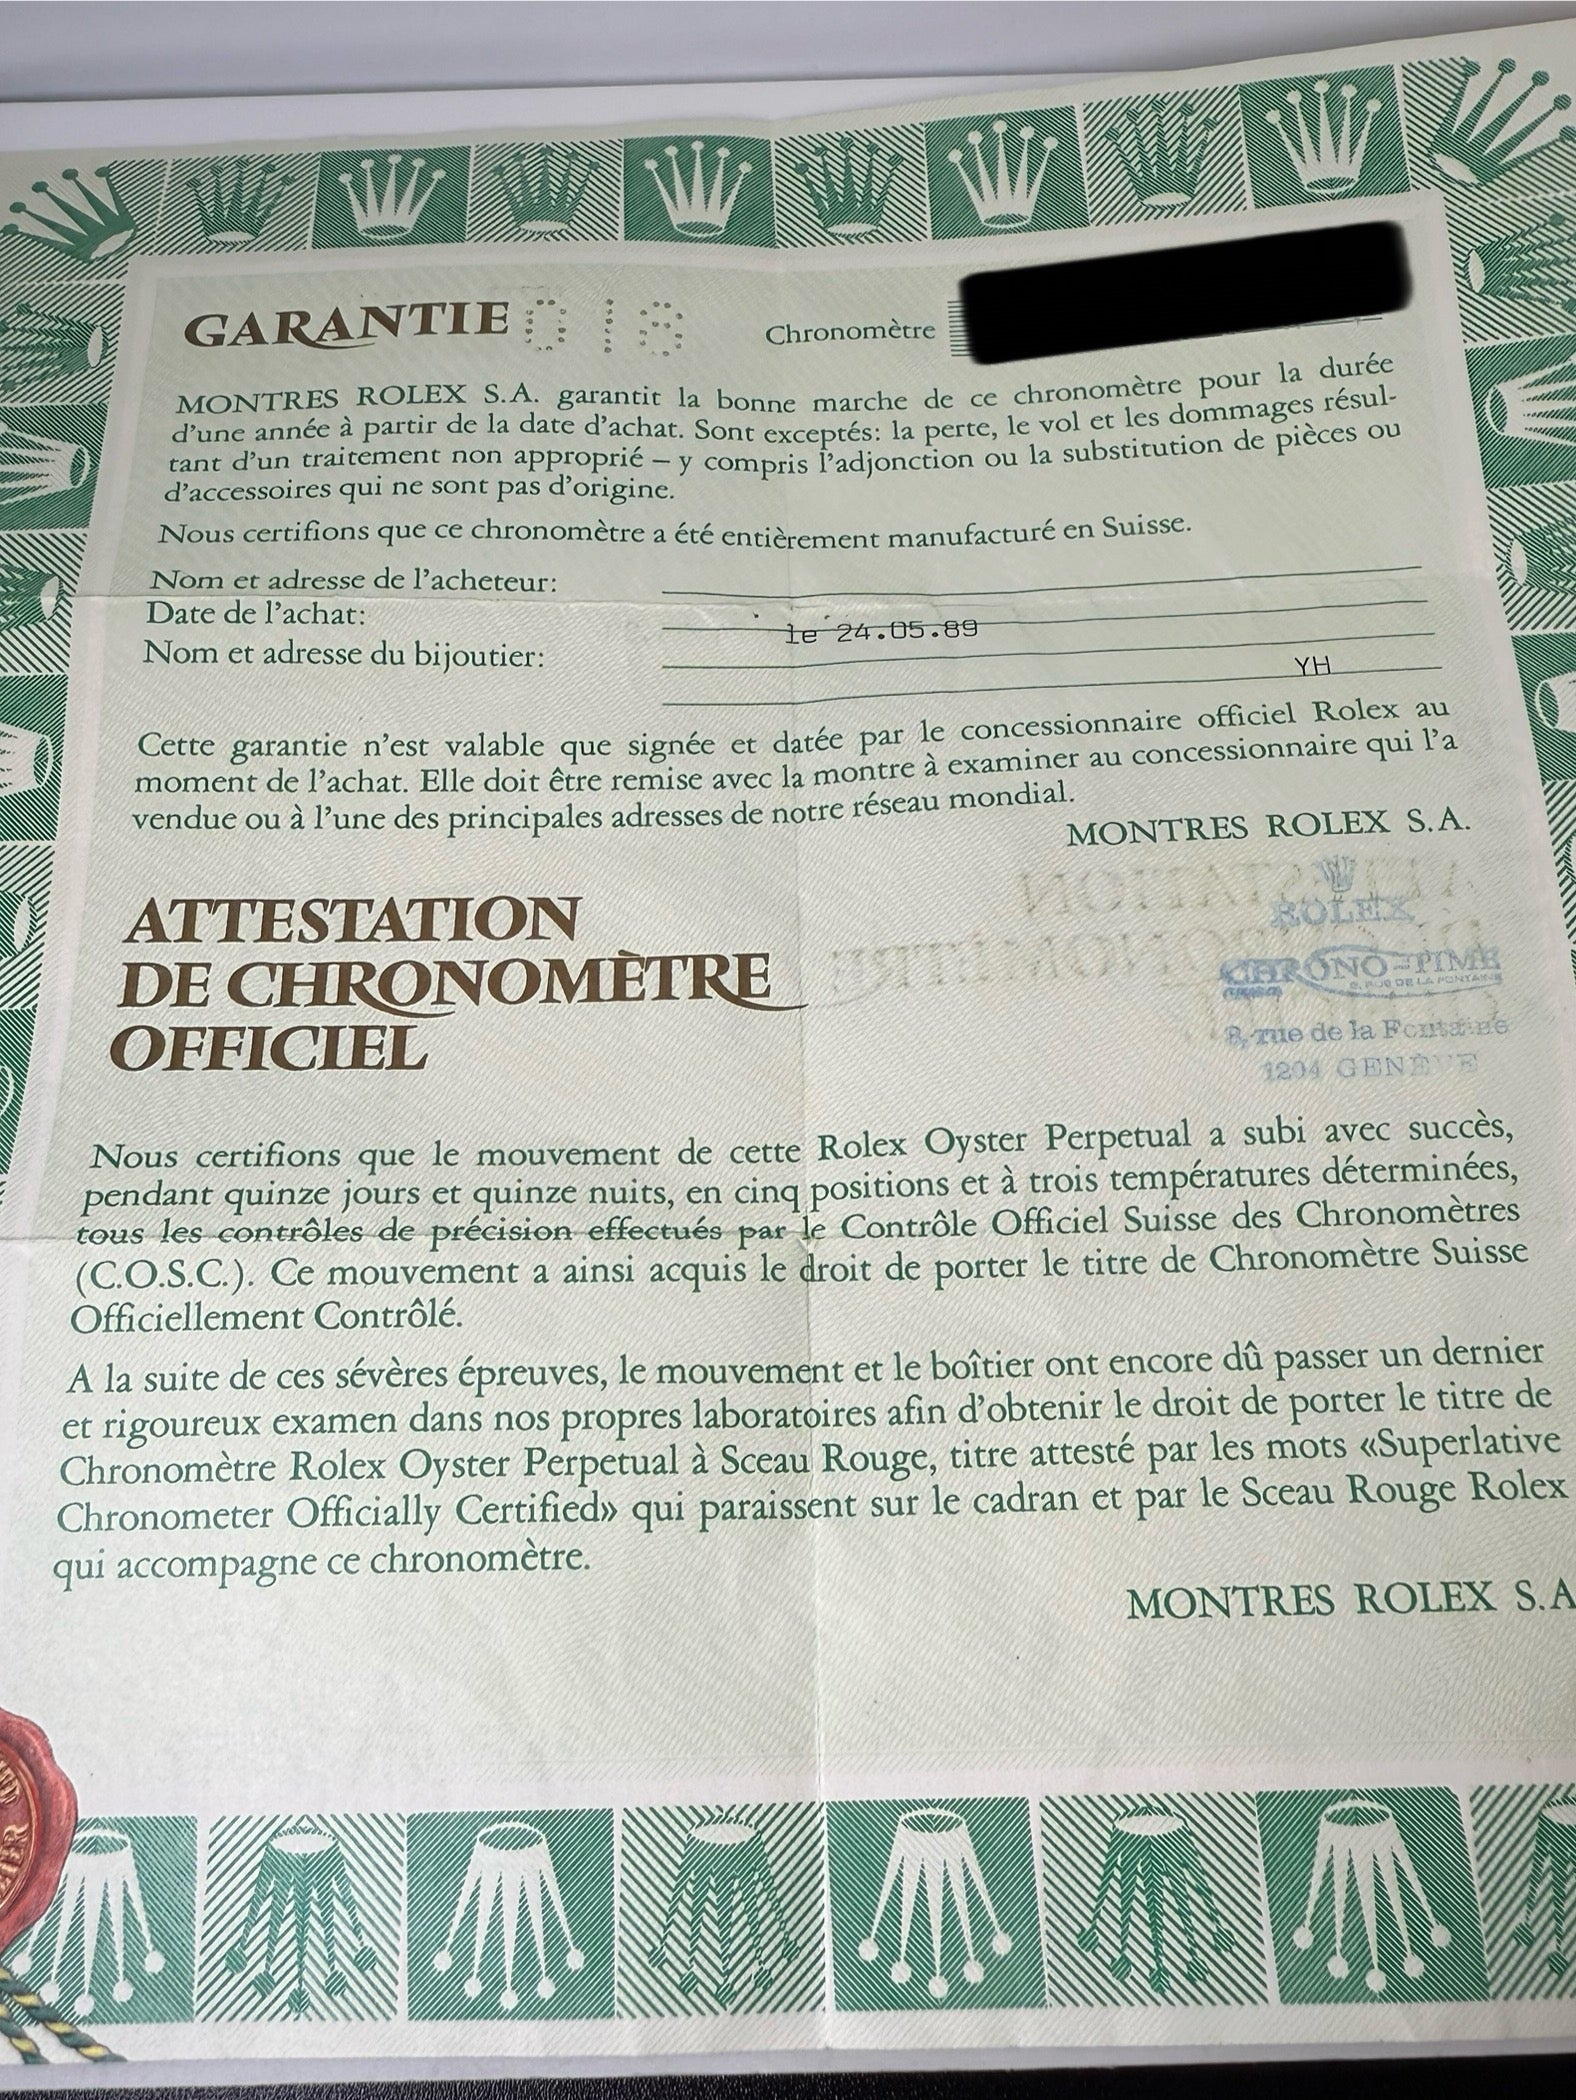 GARANTIE 018
Chronomètre
MONTRES ROLEX S.A. garantit la bonne marche de ce chronomètre pour la durée
d'une année à partir de la date d'achat. Sont exceptés: la perte, le vol et les dommages résul-
tant d'un traitement non approprié – y compris l'adjonction ou la substitution de pièces ou
d'accessoires qui ne sont pas d'origine.
Nous certifions que ce chronomètre a été entièrement manufacturé en Suisse.
Nom et adresse de l'acheteur:
Date de l'achat:
le 24.05.89
Nom et adresse du bijoutier:
YH
Cette garantie n'est valable que signée et datée par le concessionnaire officiel Rolex au
moment de l'achat. Elle doit être remise avec la montre à examiner au concessionnaire qui l'a
vendue ou à l'une des principales adresses de notre réseau mondial.
MONTRES ROLEX S.A.
ATTESTATION
DE CHRONOMÈTRE
OFFICIEL
ROLEX
CHRONO-TIME
8, RUE DE LA FONTAINE
8, rue de la Fontaine
1204 GENÈVE
Nous certifions que le mouvement de cette Rolex Oyster Perpetual a subi avec succès,
pendant quinze jours et quinze nuits, en cinq positions et à trois températures déterminées,
tous les contrôles de précision effectués par le Contrôle Officiel Suisse des Chronomètres
(C.O.S.C.). Ce mouvement a ainsi acquis le droit de porter le titre de Chronomètre Suisse
Officiellement Contrôlé.
A la suite de ces sévères épreuves, le mouvement et le boîtier ont encore dû passer un dernier
et rigoureux examen dans nos propres laboratoires afin d'obtenir le droit de porter le titre de
Chronomètre Rolex Oyster Perpetual à Sceau Rouge, titre attesté par les mots «Superlative
Chronometer Officially Certified» qui paraissent sur le cadran et par le Sceau Rouge Rolex
qui accompagne ce chronomètre.
MONTRES ROLEX S.A